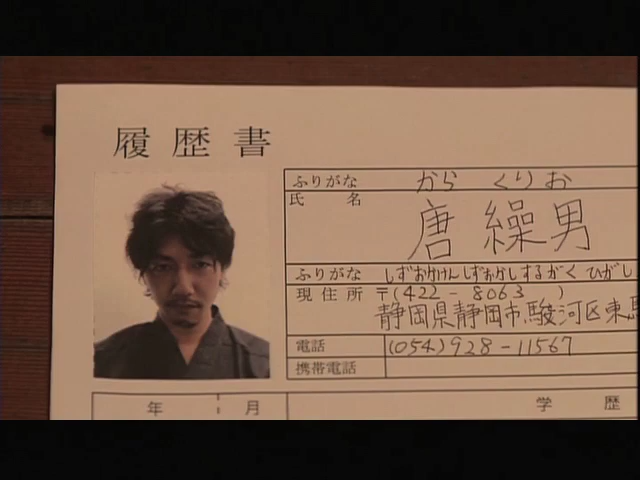 履歴書
ふりがな から くりお
氏 名 唐 繰男
ふりがな しずおかけん しずおかし するがく ひがし
現住所 〒(422-8063 )
静岡県静岡市駿河区東
電話 (054)928-11567
携帯電話
年 月 学 歴